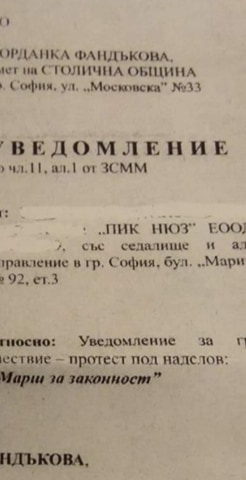 О
ОРДАНКА ФАНДЪКОВА,
мет на СТОЛИЧНА ОБЩИНА
р. София, ул. „Московска” №33
УВЕДОМЛЕНИЕ
о чл.11, ал.1 от ЗСММ
т:
„ПИК НЮЗ” ЕООД
, със седалище и ад
правление в гр. София, бул. „Мари
№ 92, ет.3
тносно: Уведомление за гр
шествие – протест под надслов:
Марш за законност”
НДЪКОВА,